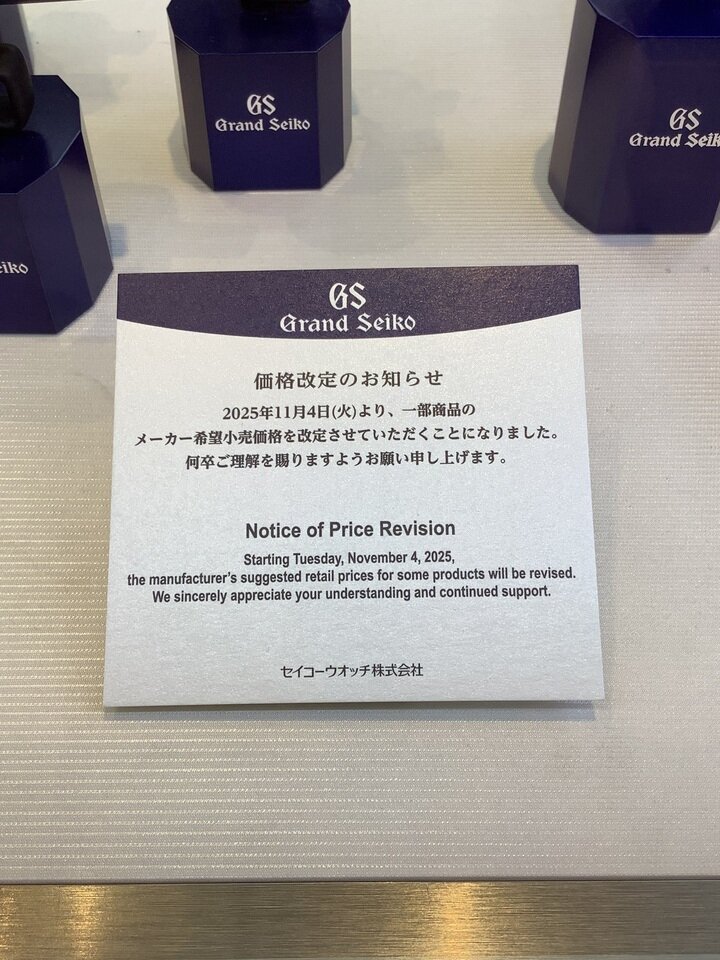 GS
Grand Seiko
GS
Grand Seik
eiko
GS
Grand Seiko
価格改定のお知らせ
2025年11月4日(火)より、一部商品の
メーカー希望小売価格を改定させていただくことになりました。
何卒ご理解を賜りますようお願い申し上げます。
Notice of Price Revision
Starting Tuesday, November 4, 2025,
the manufacturer's suggested retail prices for some products will be revised.
We sincerely appreciate your understanding and continued support.
セイコーウオッチ株式会社